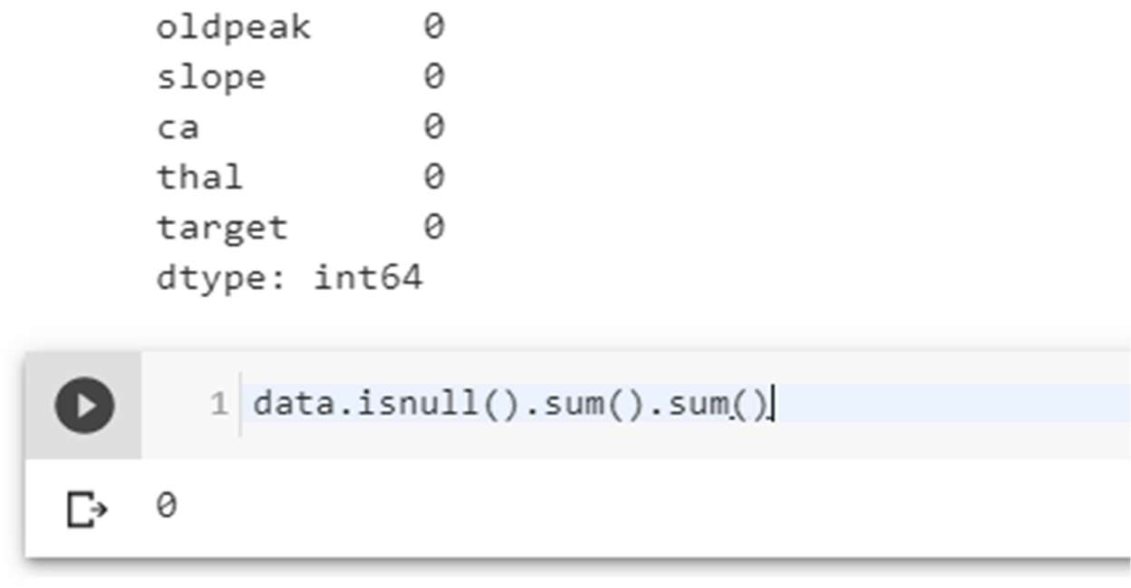 oldpeak 0
slope 0
ca 0
thal 0
target 0
dtype: int64
1 data.isnull().sum().sum()
0